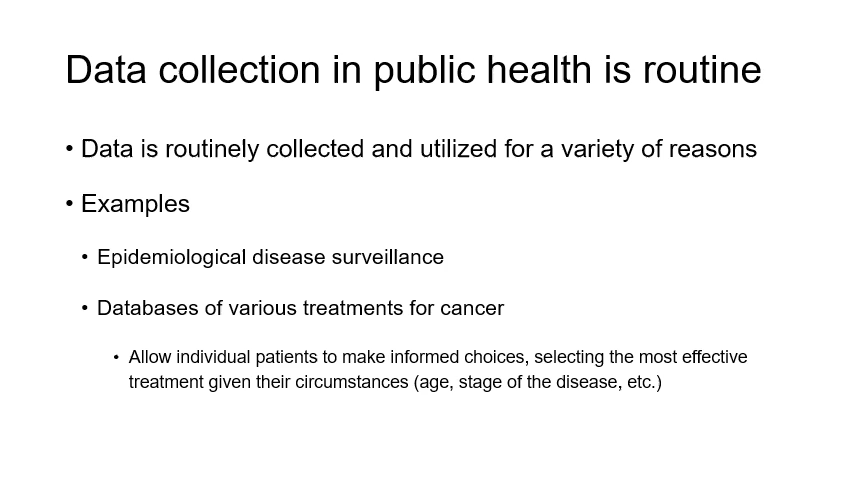 Data collection in public health is routine
• Data is routinely collected and utilized for a variety of reasons
• Examples
• Epidemiological disease surveillance
• Databases of various treatments for cancer
• Allow individual patients to make informed choices, selecting the most effective
treatment given their circumstances (age, stage of the disease, etc.)